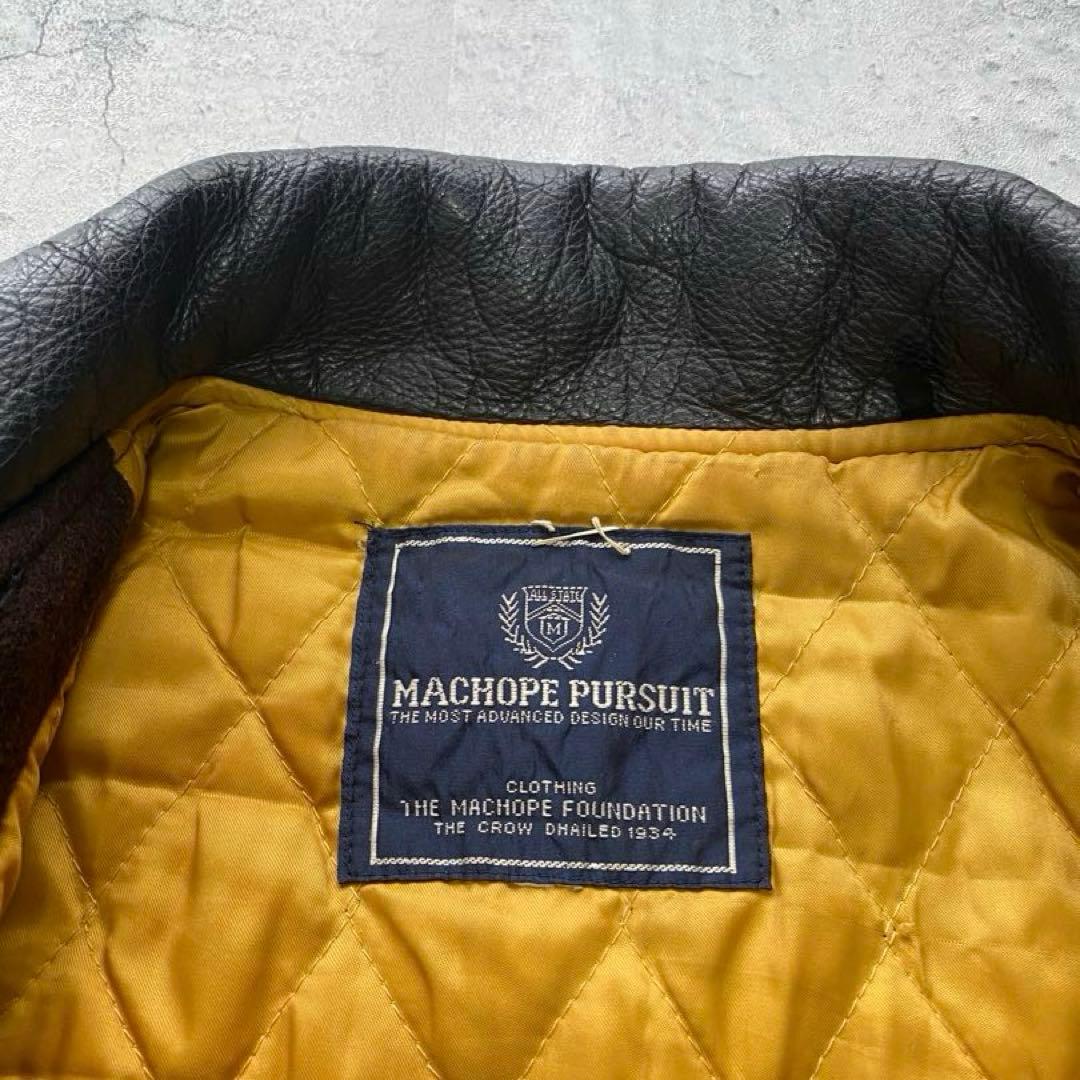 ALL STATE
M
MACHOPE PURSUIT
THE MOST ADVANCED DESIGN OUR TIME
CLOTHING
THE MACHOPE FOUNDATION
THE CROW DHAILED 1934